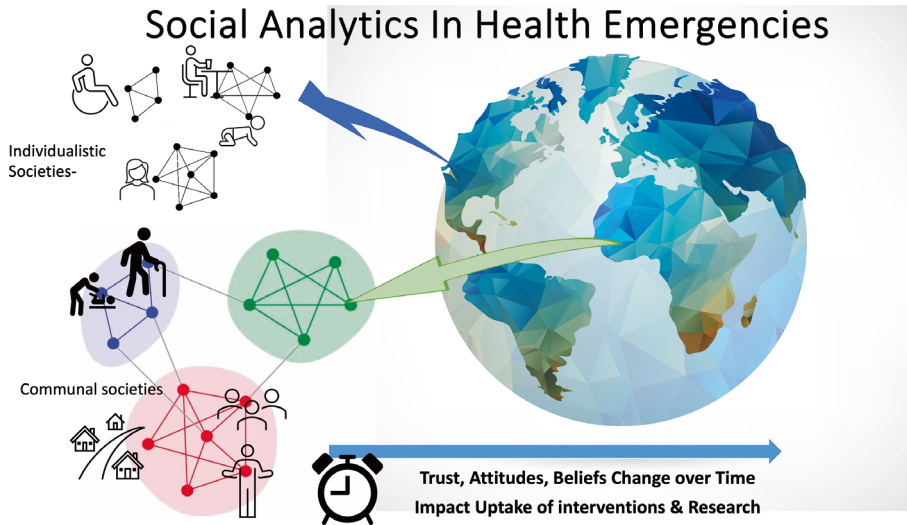 Social Analytics In Health Emergencies
Individualistic
Societies-
Communal societies
Trust, Attitudes, Beliefs Change over Time
Impact Uptake of interventions & Research